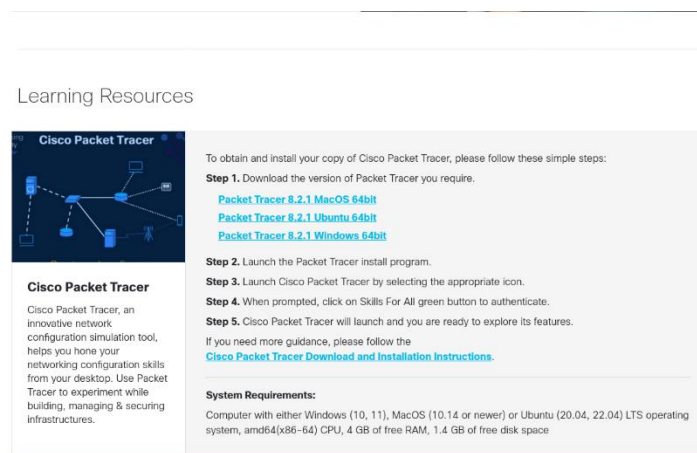 Learning Resources
Cisco Packet Tracer
To obtain and install your copy of Cisco Packet Tracer, please follow these simple steps:
Step 1. Download the version of Packet Tracer you require.
Packet Tracer 8.2.1 MacOS 64bit
Packet Tracer 8.2.1 Ubuntu 64bit
Packet Tracer 8.2.1 Windows 64bit
Step 2. Launch the Packet Tracer install program.
Step 3. Launch Cisco Packet Tracer by selecting the appropriate icon.
Step 4. When prompted, click on Skills For All green button to authenticate.
Step 5. Cisco Packet Tracer will launch and you are ready to explore its features.
If you need more guidance, please follow the
Cisco Packet Tracer Download and Installation Instructions.
System Requirements:
Computer with either Windows (10, 11), MacOS (10.14 or newer) or Ubuntu (20.04, 22.04) LTS operating
system, amd64(x86-64) CPU, 4 GB of free RAM, 1.4 GB of free disk space
Cisco Packet Tracer
Cisco Packet Tracer, an
innovative network
configuration simulation tool,
helps you hone your
networking configuration skills
from your desktop. Use Packet
Tracer to experiment while
building, managing & securing
infrastructures.